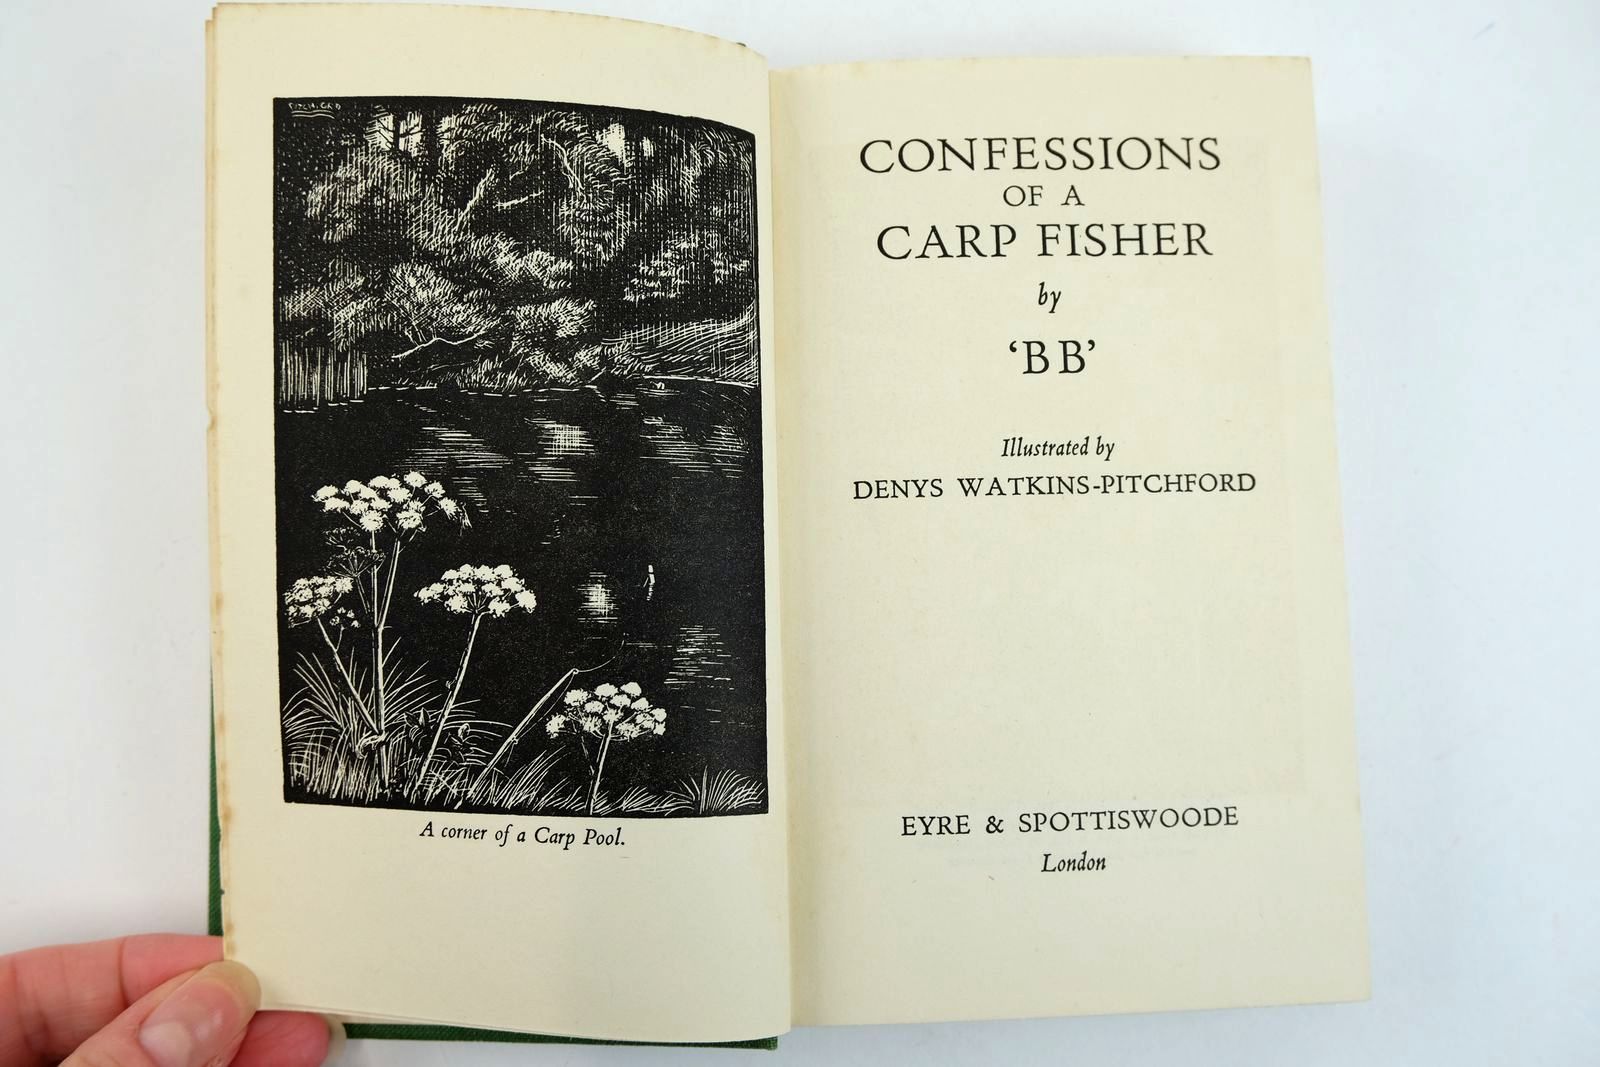 A corner of a Carp Pool.
CONFESSIONS
OF A
CARP FISHER
by
‘BB’
Illustrated by
DENYS WATKINS-PITCHFORD
EYRE & SPOTTISWOODE
London